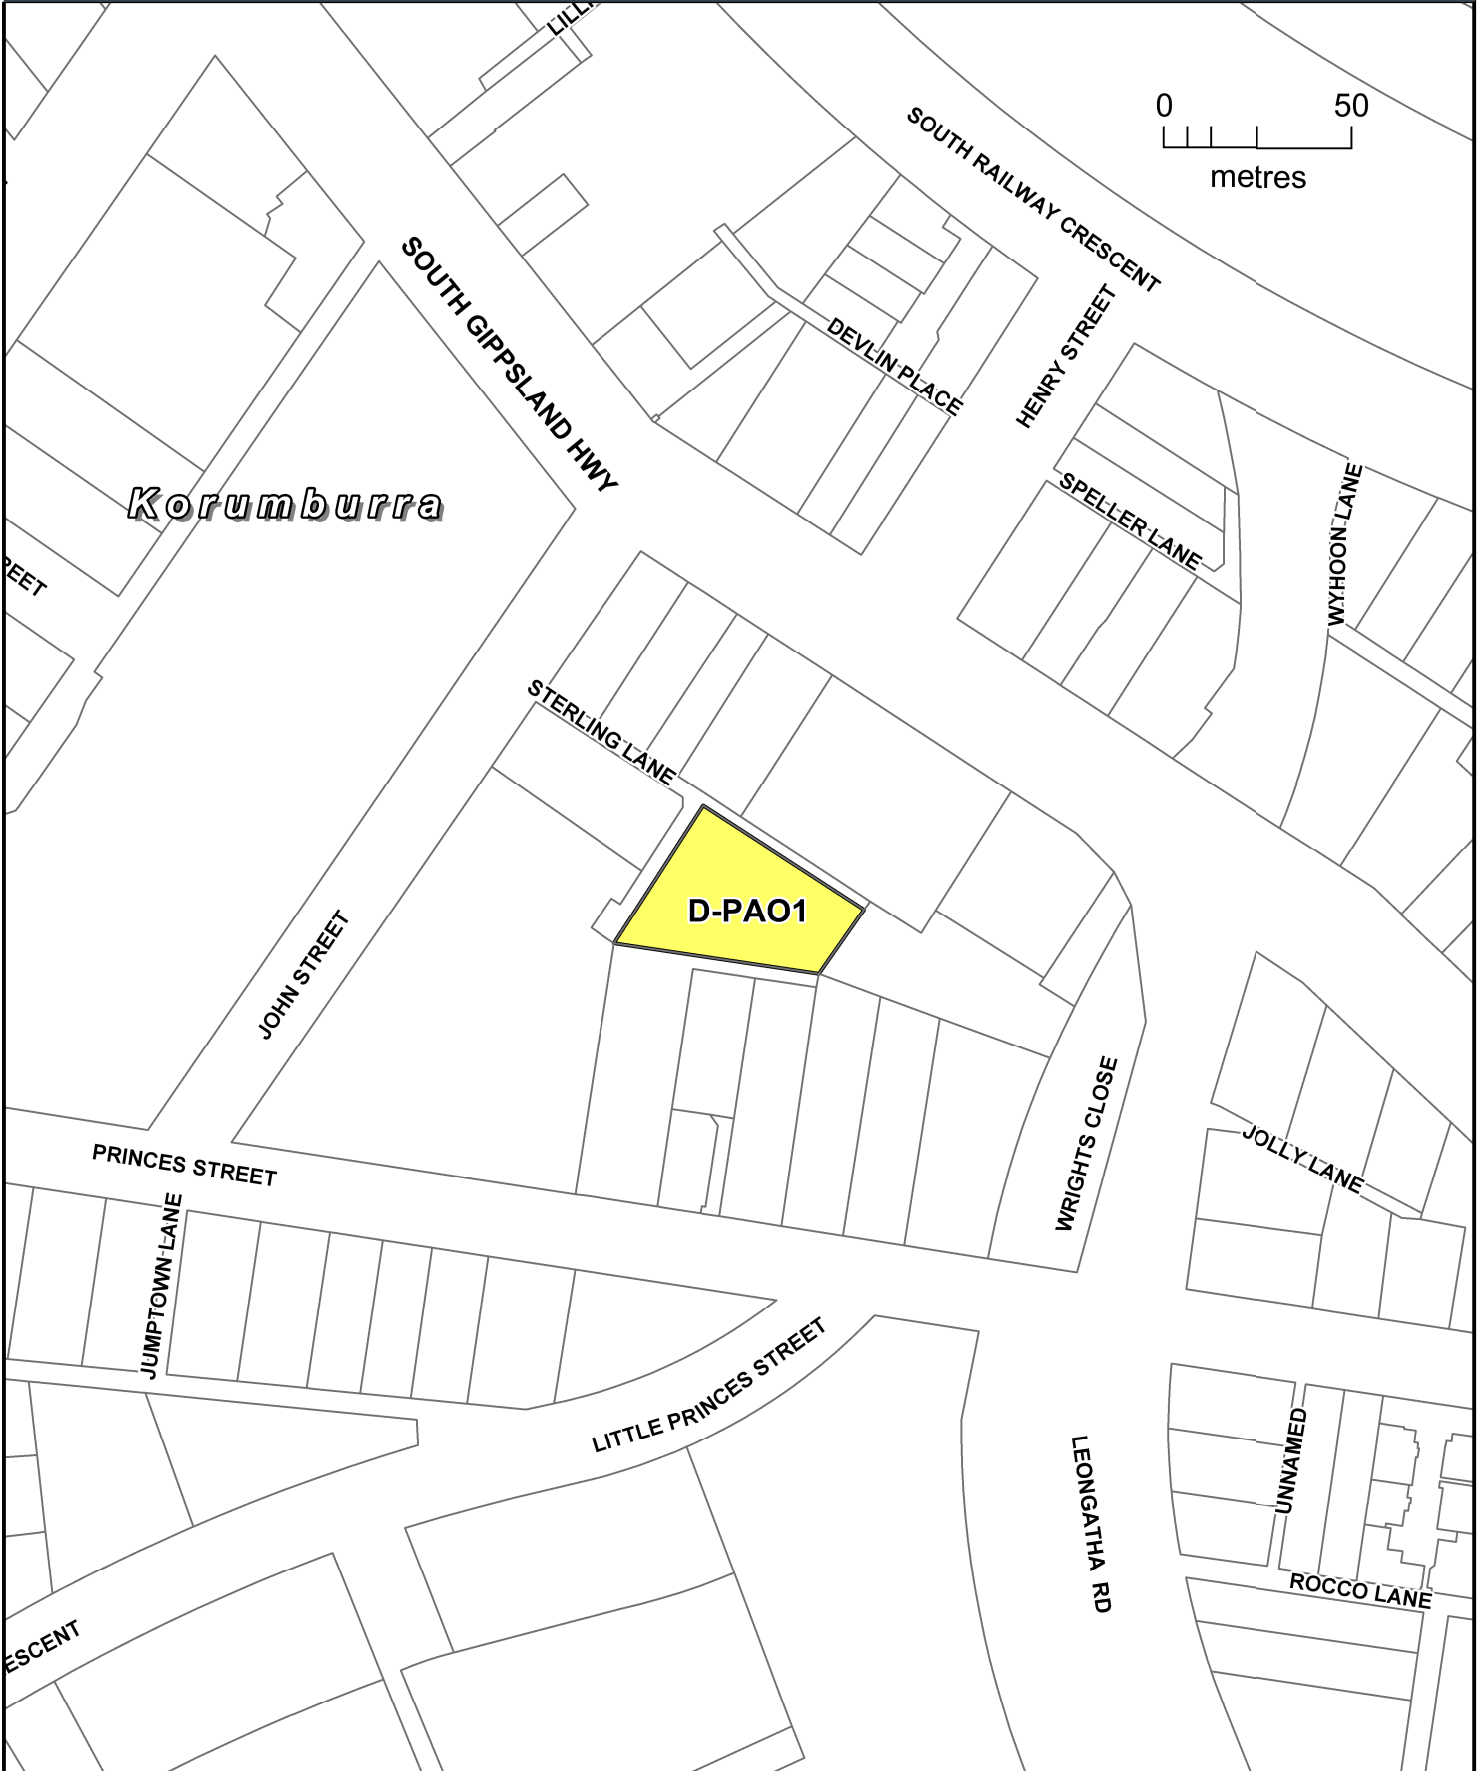 LILLI
0 50
metres
SOUTH RAILWAY CRESCENT
SOUTH GIPPSLAND HWY
HENRY STREET
DEVLIN PLACE
Korumburra
SPELLER LANE
WYHOON LANE
REET
STERLING LANE
D-PAO1
JOHN STREET
WRIGHTS CLOSE
JOLLY LANE
PRINCES STREET
JUMPTOWN LANE
LITTLE PRINCES STREET
LEONGATHA RD
UNNAMED
ROCCO LANE
ESCENT